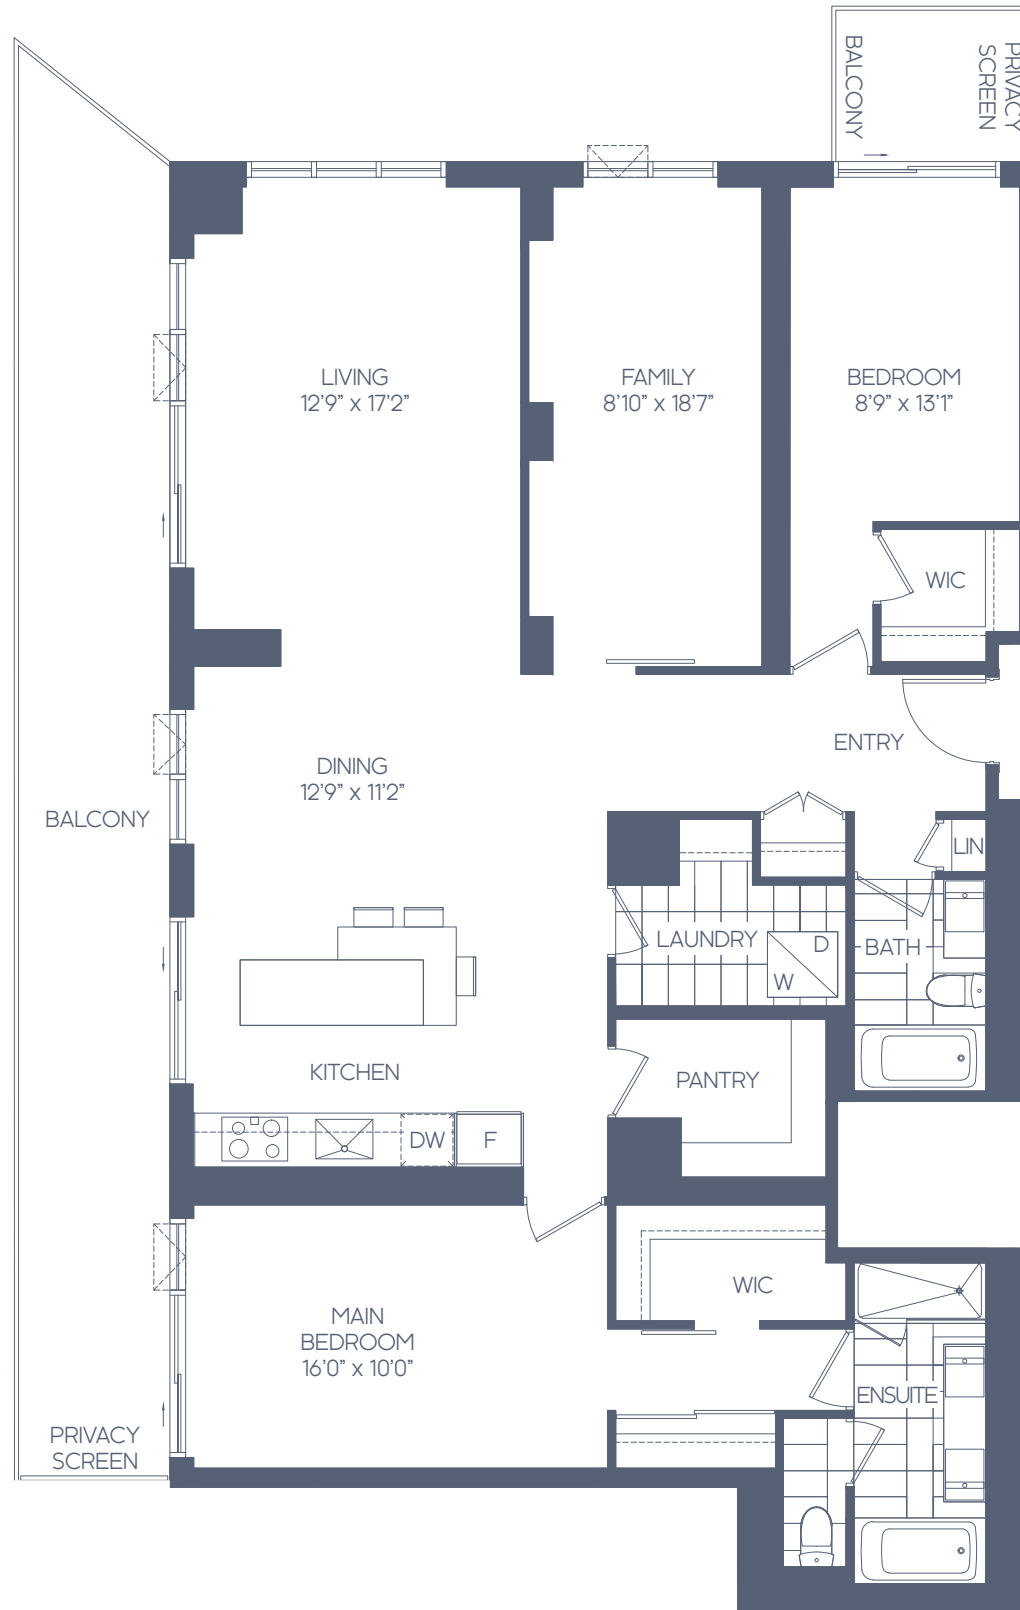 BALCONY
PRIVACY
SCREEN
LIVING
12'9" x 17'2"
FAMILY
8'10" x 18'7"
BEDROOM
8'9" x 13'1"
WIC
ENTRY
DINING
12'9" x 11'2"
BALCONY
LIN
LAUNDRY
D
W
BATH
KITCHEN
PANTRY
DW
F
WIC
MAIN
BEDROOM
16'0" x 10'0"
ENSUITE
PRIVACY
SCREEN